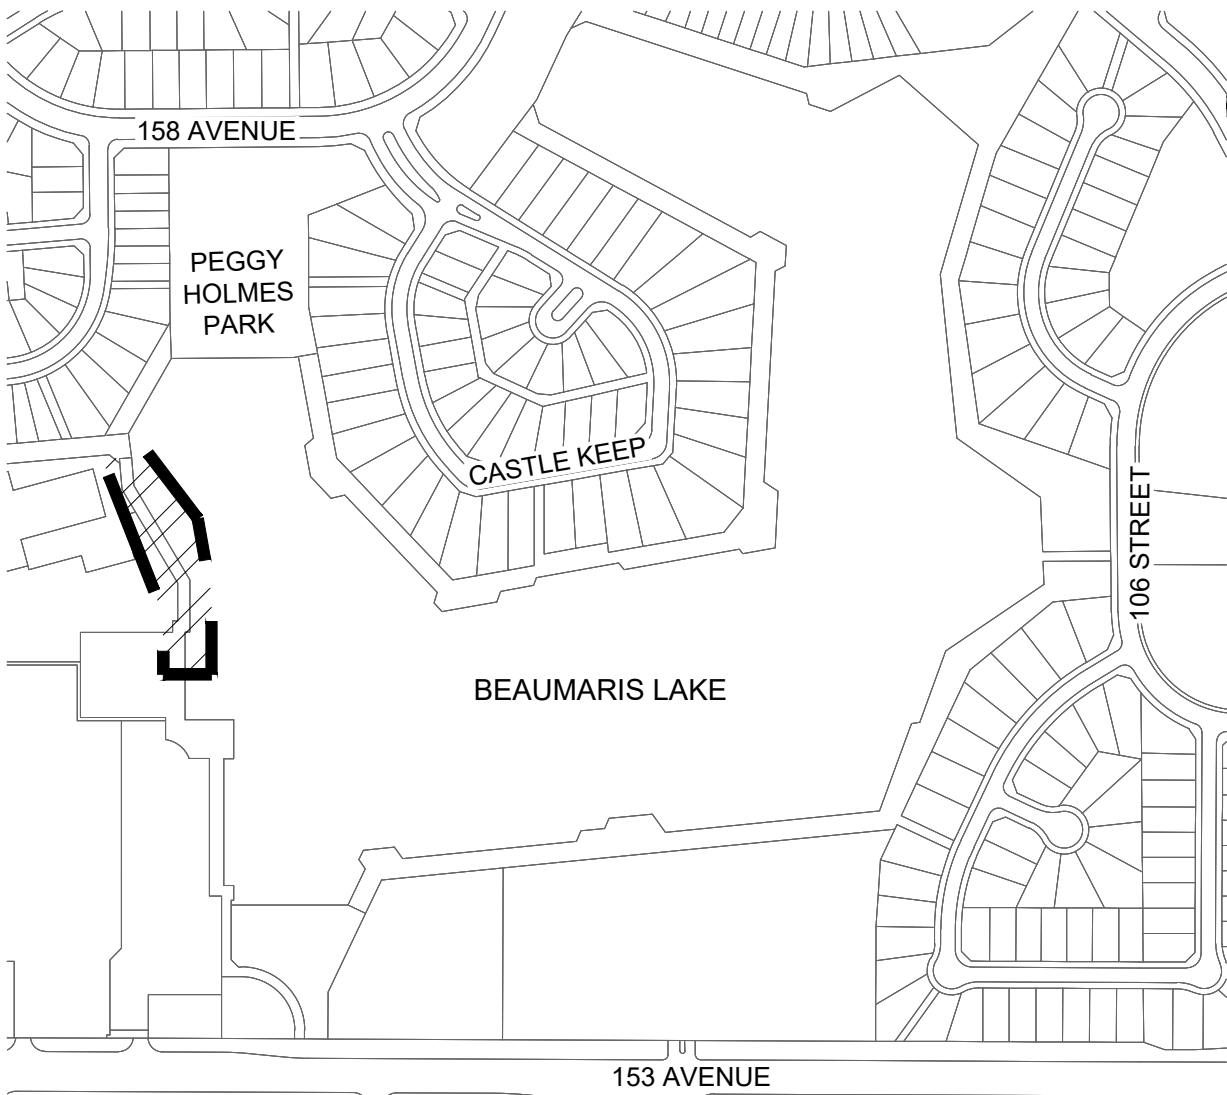 158 AVENUE
PEGGY
HOLMES
PARK
CASTLE KEEP
106 STREET
BEAUMARIS LAKE
153 AVENUE